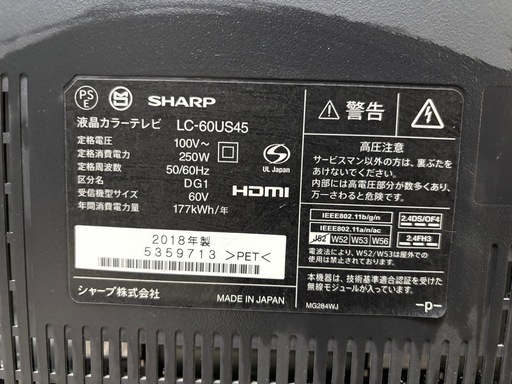 PS E
SHARP
液晶カラーテレビ LC-60US45
定格電圧 100V~
定格消費電力 250W
定格周波数 50/60Hz
区分名 DG1
受信機型サイズ 60V
年間消費電力量 177kWh/年
UL Japan
HDMI
2018年製
5359713 >PET<
シャープ株式会社
MADE IN JAPAN
警告
高圧注意
サービスマン以外の方は、裏ぶたを
あけないでください。
内部には高電圧部分が数多くあり、
万一さわると危険です。
IEEE802.11b/g/n
2.4DS/OF4
IEEE802.11a/n/ac
J52 W52 W53 W56
2.4FH3
電波法により、W52/W53は屋外使用禁止
本機器は、技術基準適合認証を受けた
無線モジュールが入っています。
MG284WJ
-p-